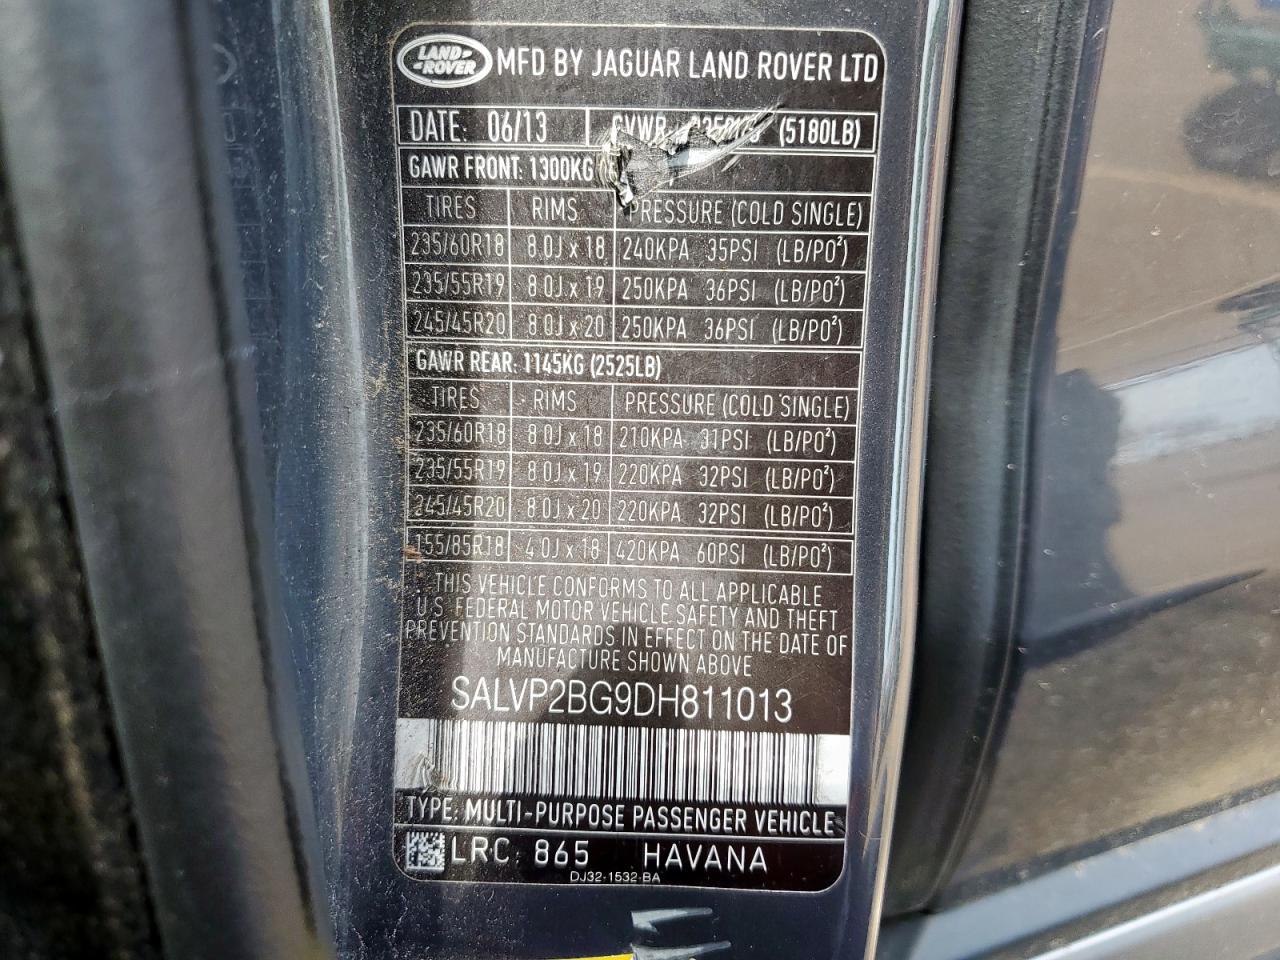 LAND ROVER MFD BY JAGUAR LAND ROVER LTD
DATE: 06/13 GVWR (5180LB)
GAWR FRONT: 1300KG
TIRES RIMS PRESSURE (COLD SINGLE)
235/60R18 8.0J x 18 240KPA 35PSI (LB/PO²)
235/55R19 8.0J x 19 250KPA 36PSI (LB/PO²)
245/45R20 8.0J x 20 250KPA 36PSI (LB/PO²)
GAWR REAR: 1145KG (2525LB)
TIRES RIMS PRESSURE (COLD SINGLE)
235/60R18 8.0J x 18 210KPA 31PSI (LB/PO²)
235/55R19 8.0J x 19 220KPA 32PSI (LB/PO²)
245/45R20 8.0J x 20 220KPA 32PSI (LB/PO²)
155/85R18 4.0J x 18 420KPA 60PSI (LB/PO²)
THIS VEHICLE CONFORMS TO ALL APPLICABLE
U.S. FEDERAL MOTOR VEHICLE SAFETY AND THEFT
PREVENTION STANDARDS IN EFFECT ON THE DATE OF
MANUFACTURE SHOWN ABOVE
SALVP2BG9DH811013
TYPE: MULTI-PURPOSE PASSENGER VEHICLE
LRC 865 HAVANA
DJ32-1532-BA